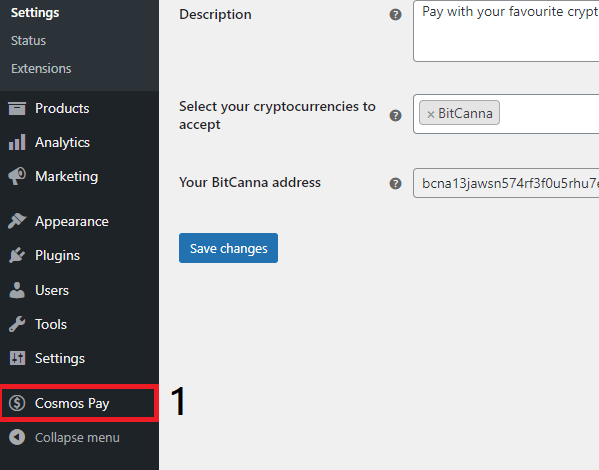 Settings
Status
Extensions
Products
Analytics
Marketing
Appearance
Plugins
Users
Tools
Settings
Cosmos Pay
Collapse menu
1
Description
Pay with your favourite crypt
Select your cryptocurrencies to
accept
× BitCanna
Your BitCanna address
bcna13jawsn574rf3f0u5rhu7e
Save changes